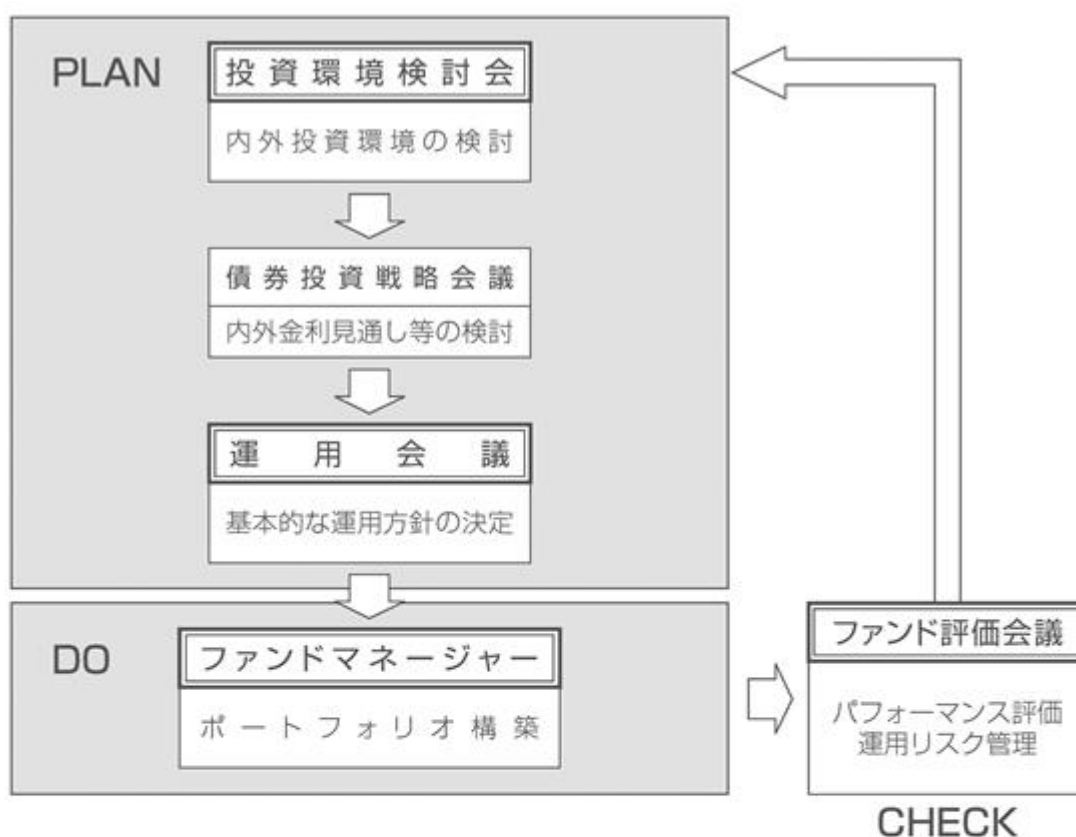 PLAN
投資環境検討会
内外投資環境の検討
債券投資戦略会議
内外金利見通し等の検討
運用会議
基本的な運用方針の決定
DO
ファンドマネージャー
ポートフォリオ構築
ファンド評価会議
パフォーマンス評価
運用リスク管理
CHECK